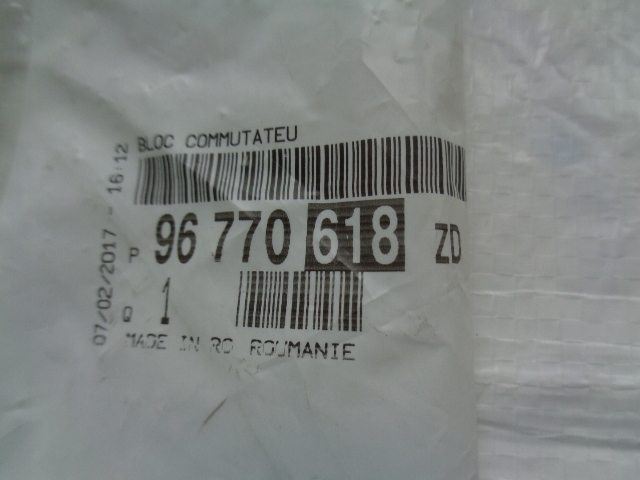 BLOC COMMUTATEU
P 96 770 618 ZD
Q 1
MADE IN RO ROUMANIE
07/02/2017 - 16:12